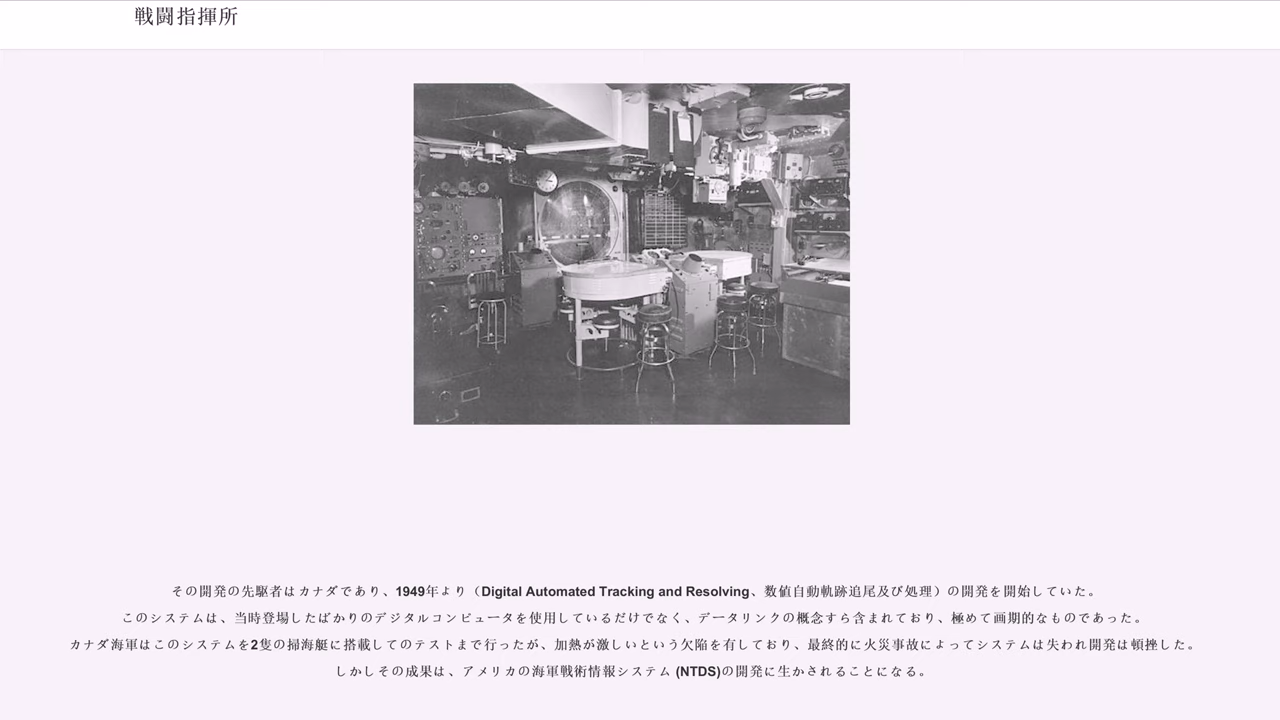 戦闘指揮所
その開発の先駆者はカナダであり、1949年より（Digital Automated Tracking and Resolving、数値自動軌跡追尾及び処理）の開発を開始していた。
このシステムは、当時登場したばかりのデジタルコンピュータを使用しているだけでなく、データリンクの概念すら含まれており、極めて画期的なものであった。
カナダ海軍はこのシステムを2隻の掃海艇に搭載してのテストまで行ったが、加熱が激しいという欠陥を有しており、最終的に火災事故によってシステムは失われ開発は頓挫した。
しかしその成果は、アメリカの海軍戦術情報システム (NTDS)の開発に生かされることになる。